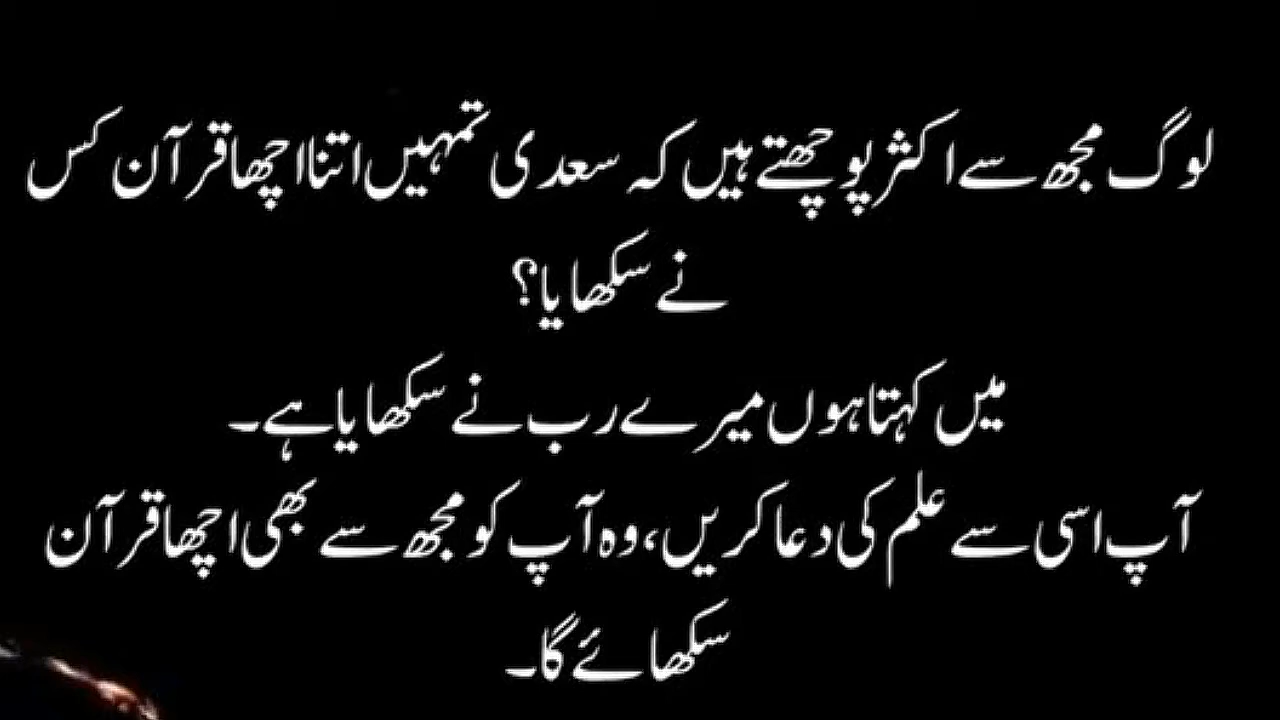 لوگ مجھ سے اکثر پوچھتے ہیں کہ سعدی تمہیں اتنا اچھا قرآن کس
نے سکھایا؟
میں کہتا ہوں میرے رب نے سکھایا ہے۔
آپ اسی سے علم کی دعا کریں، وہ آپ کو مجھ سے بھی اچھا قرآن
سکھائے گا۔